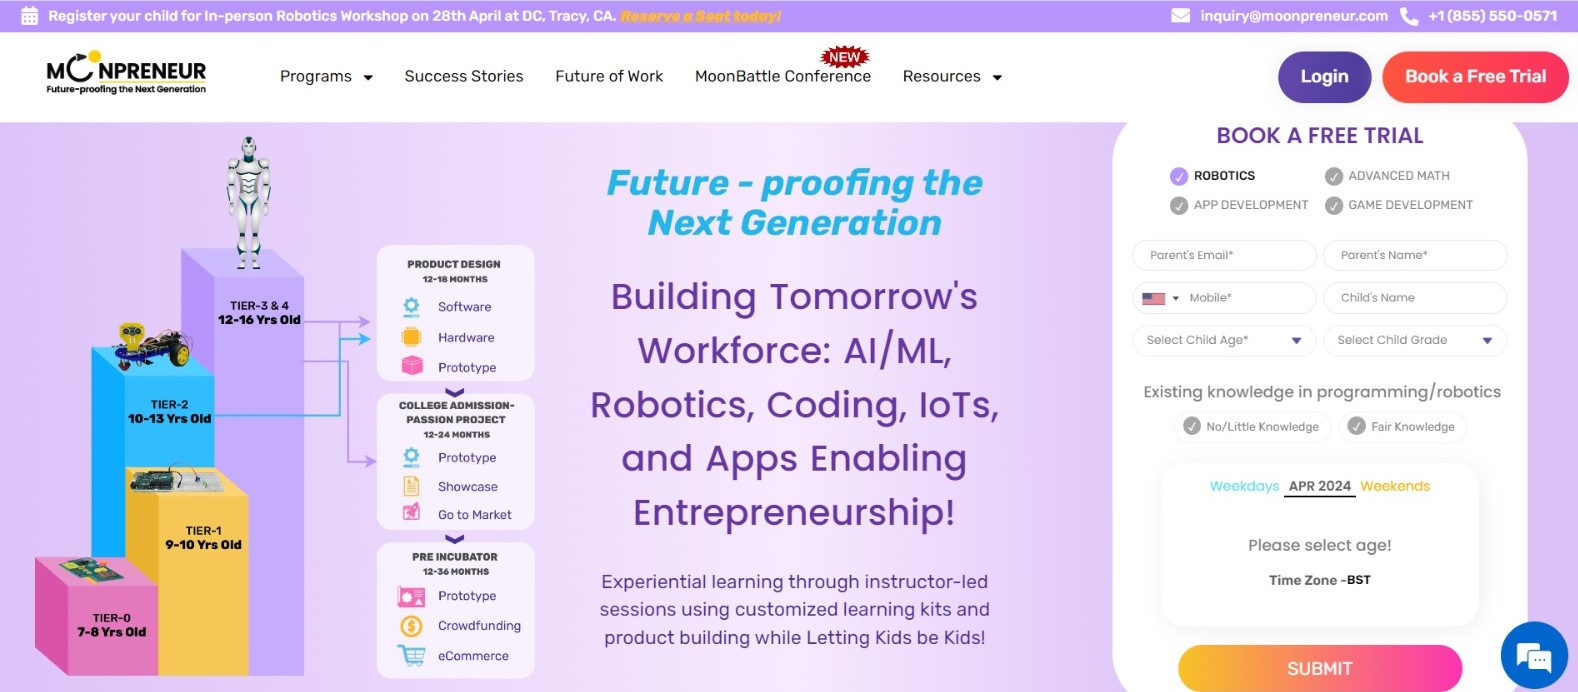 Register your child for In-person Robotics Workshop on 28th April at DC, Tracy, CA. Reserve a Seat today!
inquiry@moonpreneur.com
+1 (855) 550-0571
MOONPRENEUR
Future-proofing the Next Generation
Programs
Success Stories
Future of Work
MoonBattle Conference
NEW
Resources
Login
Book a Free Trial
TIER-3 & 4
12-16 Yrs Old
TIER-2
10-13 Yrs Old
TIER-1
9-10 Yrs Old
TIER-0
7-8 Yrs Old
PRODUCT DESIGN
12-18 MONTHS
Software
Hardware
Prototype
COLLEGE ADMISSION-
PASSION PROJECT
12-24 MONTHS
Prototype
Showcase
Go to Market
PRE INCUBATOR
12-36 MONTHS
Prototype
Crowdfunding
eCommerce
Future - proofing the
Next Generation
Building Tomorrow's
Workforce: AI/ML,
Robotics, Coding, IoTs,
and Apps Enabling
Entrepreneurship!
Experiential learning through instructor-led
sessions using customized learning kits and
product building while Letting Kids be Kids!
BOOK A FREE TRIAL
ROBOTICS
ADVANCED MATH
APP DEVELOPMENT
GAME DEVELOPMENT
Parent's Email*
Parent's Name*
Mobile*
Child's Name
Select Child Age*
Select Child Grade
Existing knowledge in programming/robotics
No/Little Knowledge
Fair Knowledge
Weekdays APR 2024 Weekends
Please select age!
Time Zone -BST
SUBMIT